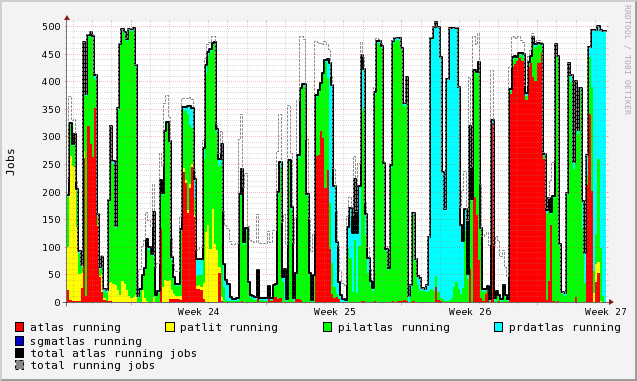 RRDTOOL / TOBI OETIKER
Jobs
500
450
400
350
300
250
200
150
100
50
0
Week 24 Week 25 Week 26 Week 27
atlas running patlit running pilatlas running prdatlas running
sgmatlas running
total atlas running jobs
total running jobs